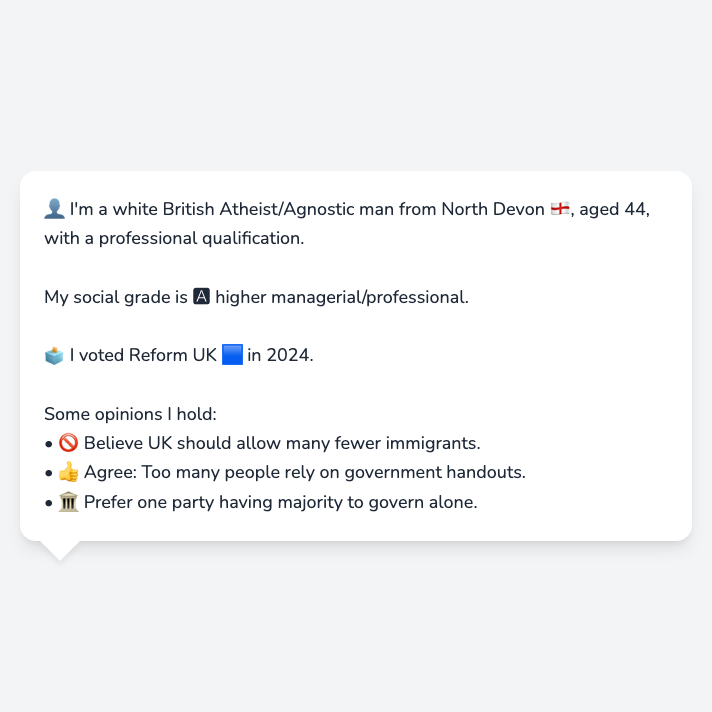 👤 I'm a white British Atheist/Agnostic man from North Devon 🏴󠁧󠁢󠁥󠁮󠁧󠁿, aged 44,
with a professional qualification.
My social grade is 🅰 higher managerial/professional.
🗳️ I voted Reform UK 🟦 in 2024.
Some opinions I hold:
• 🚫 Believe UK should allow many fewer immigrants.
• 👍 Agree: Too many people rely on government handouts.
• 🏛️ Prefer one party having majority to govern alone.